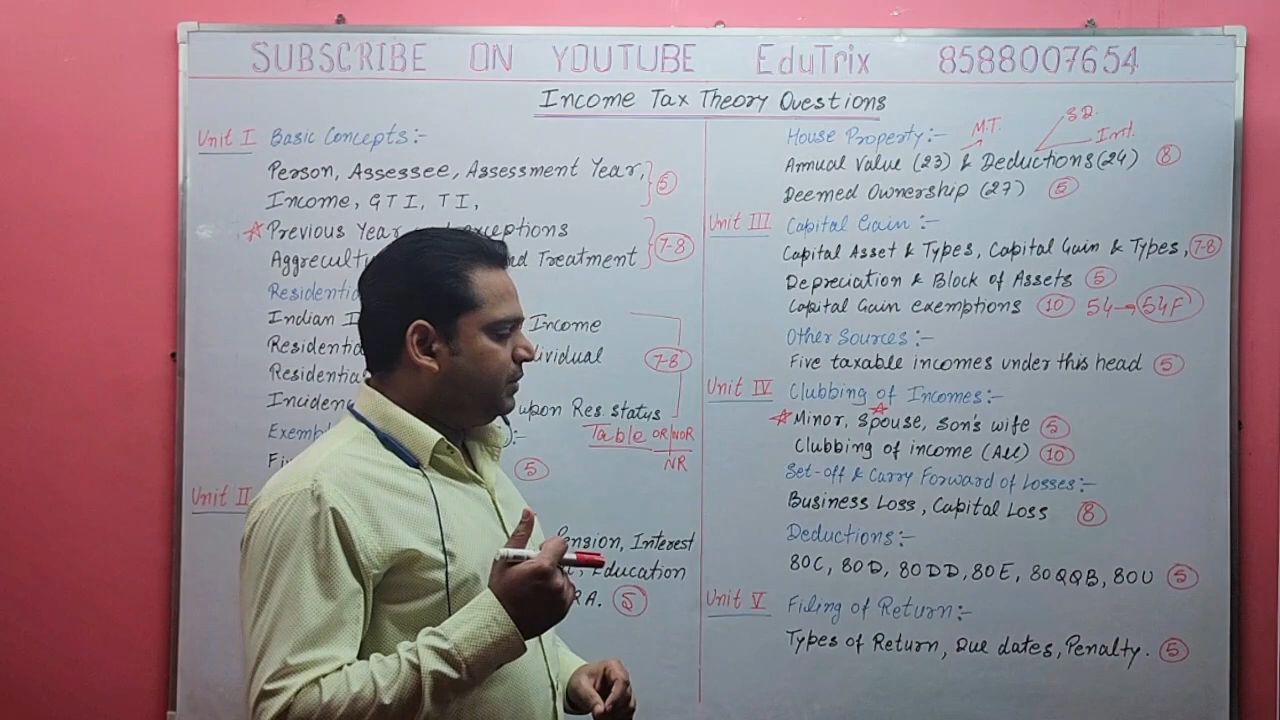 SUBSCRIBE ON YOUTUBE EduTrix 8588007654
Income Tax Theory Questions
Unit I Basic Concepts:-
Person, Assessee, Assessment Year,
Income, GTI, TI, 5
Previous Year exceptions
Treatment 7-8
Indian Income
upon Res. status 7-8
Table OR NOR
NR
5
Unit II
Pension, Interest
Education
5
House Property:- M.T. S.D. Int.
Annual Value (23) & Deductions (24) 8
Deemed Ownership (27) 5
Unit III Capital Gain:-
Capital Asset & Types, Capital Gain & Types, 7-8
Depreciation & Block of Assets 5
Capital Gain exemptions 10 54 → 54F
Other Sources:-
Five taxable incomes under this head 5
Unit IV Clubbing of Incomes:-
Minor, Spouse, Son's wife 5
Clubbing of income (All) 10
Set-off & Carry Forward of Losses:-
Business Loss, Capital Loss 8
Deductions:-
80C, 80D, 80DD, 80E, 80QQB, 80U 5
Unit V Filing of Return:-
Types of Return, Due dates, Penalty. 5